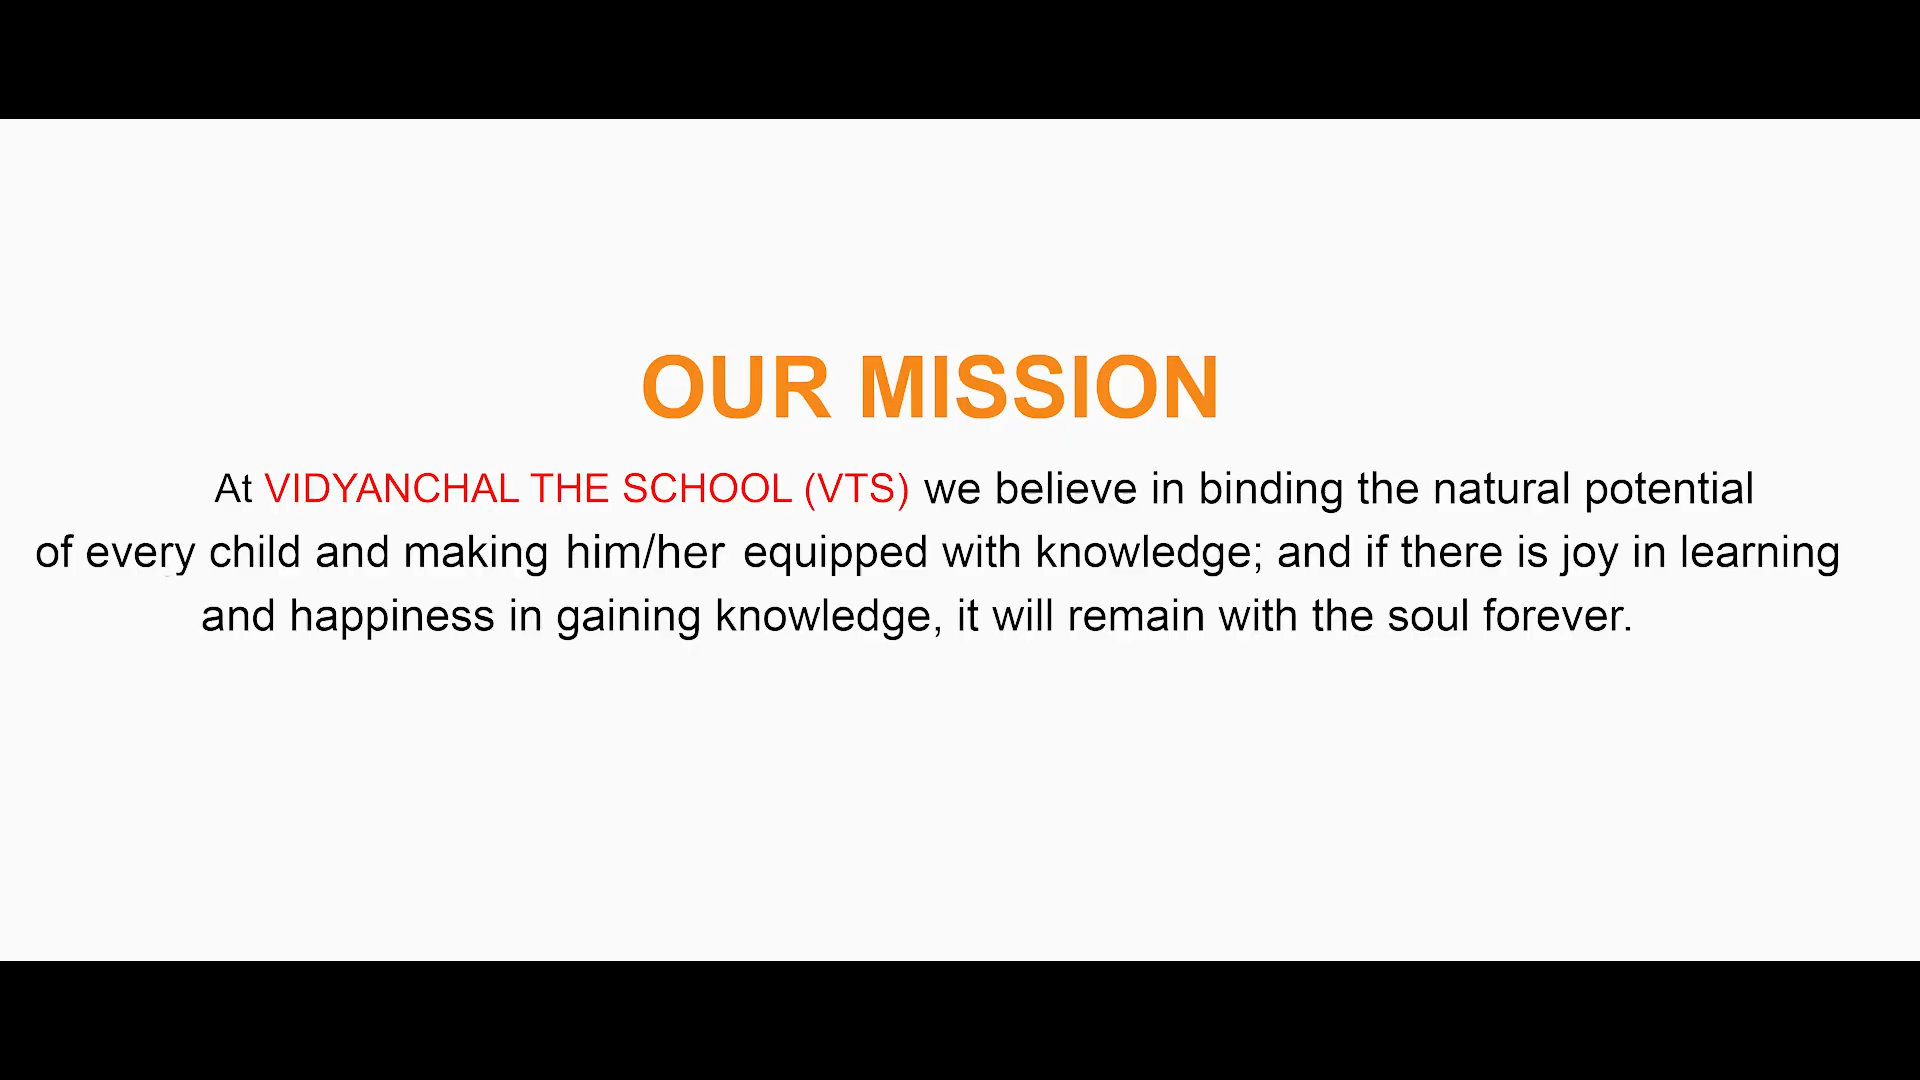 OUR MISSION
At VIDYANCHAL THE SCHOOL (VTS) we believe in binding the natural potential
of every child and making him/her equipped with knowledge; and if there is joy in learning
and happiness in gaining knowledge, it will remain with the soul forever.